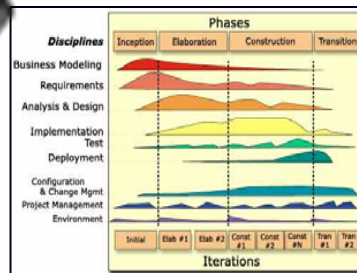 Phases
Disciplines
Inception
Elaboration
Construction
Transition
Business Modeling
Requirements
Analysis & Design
Implementation
Test
Deployment
Configuration
& Change Mgmt
Project Management
Environment
Initial
Elab #1
Elab #2
Const
#1
Const
#2
Const
#N
Tran
#1
Tran
#2
Iterations